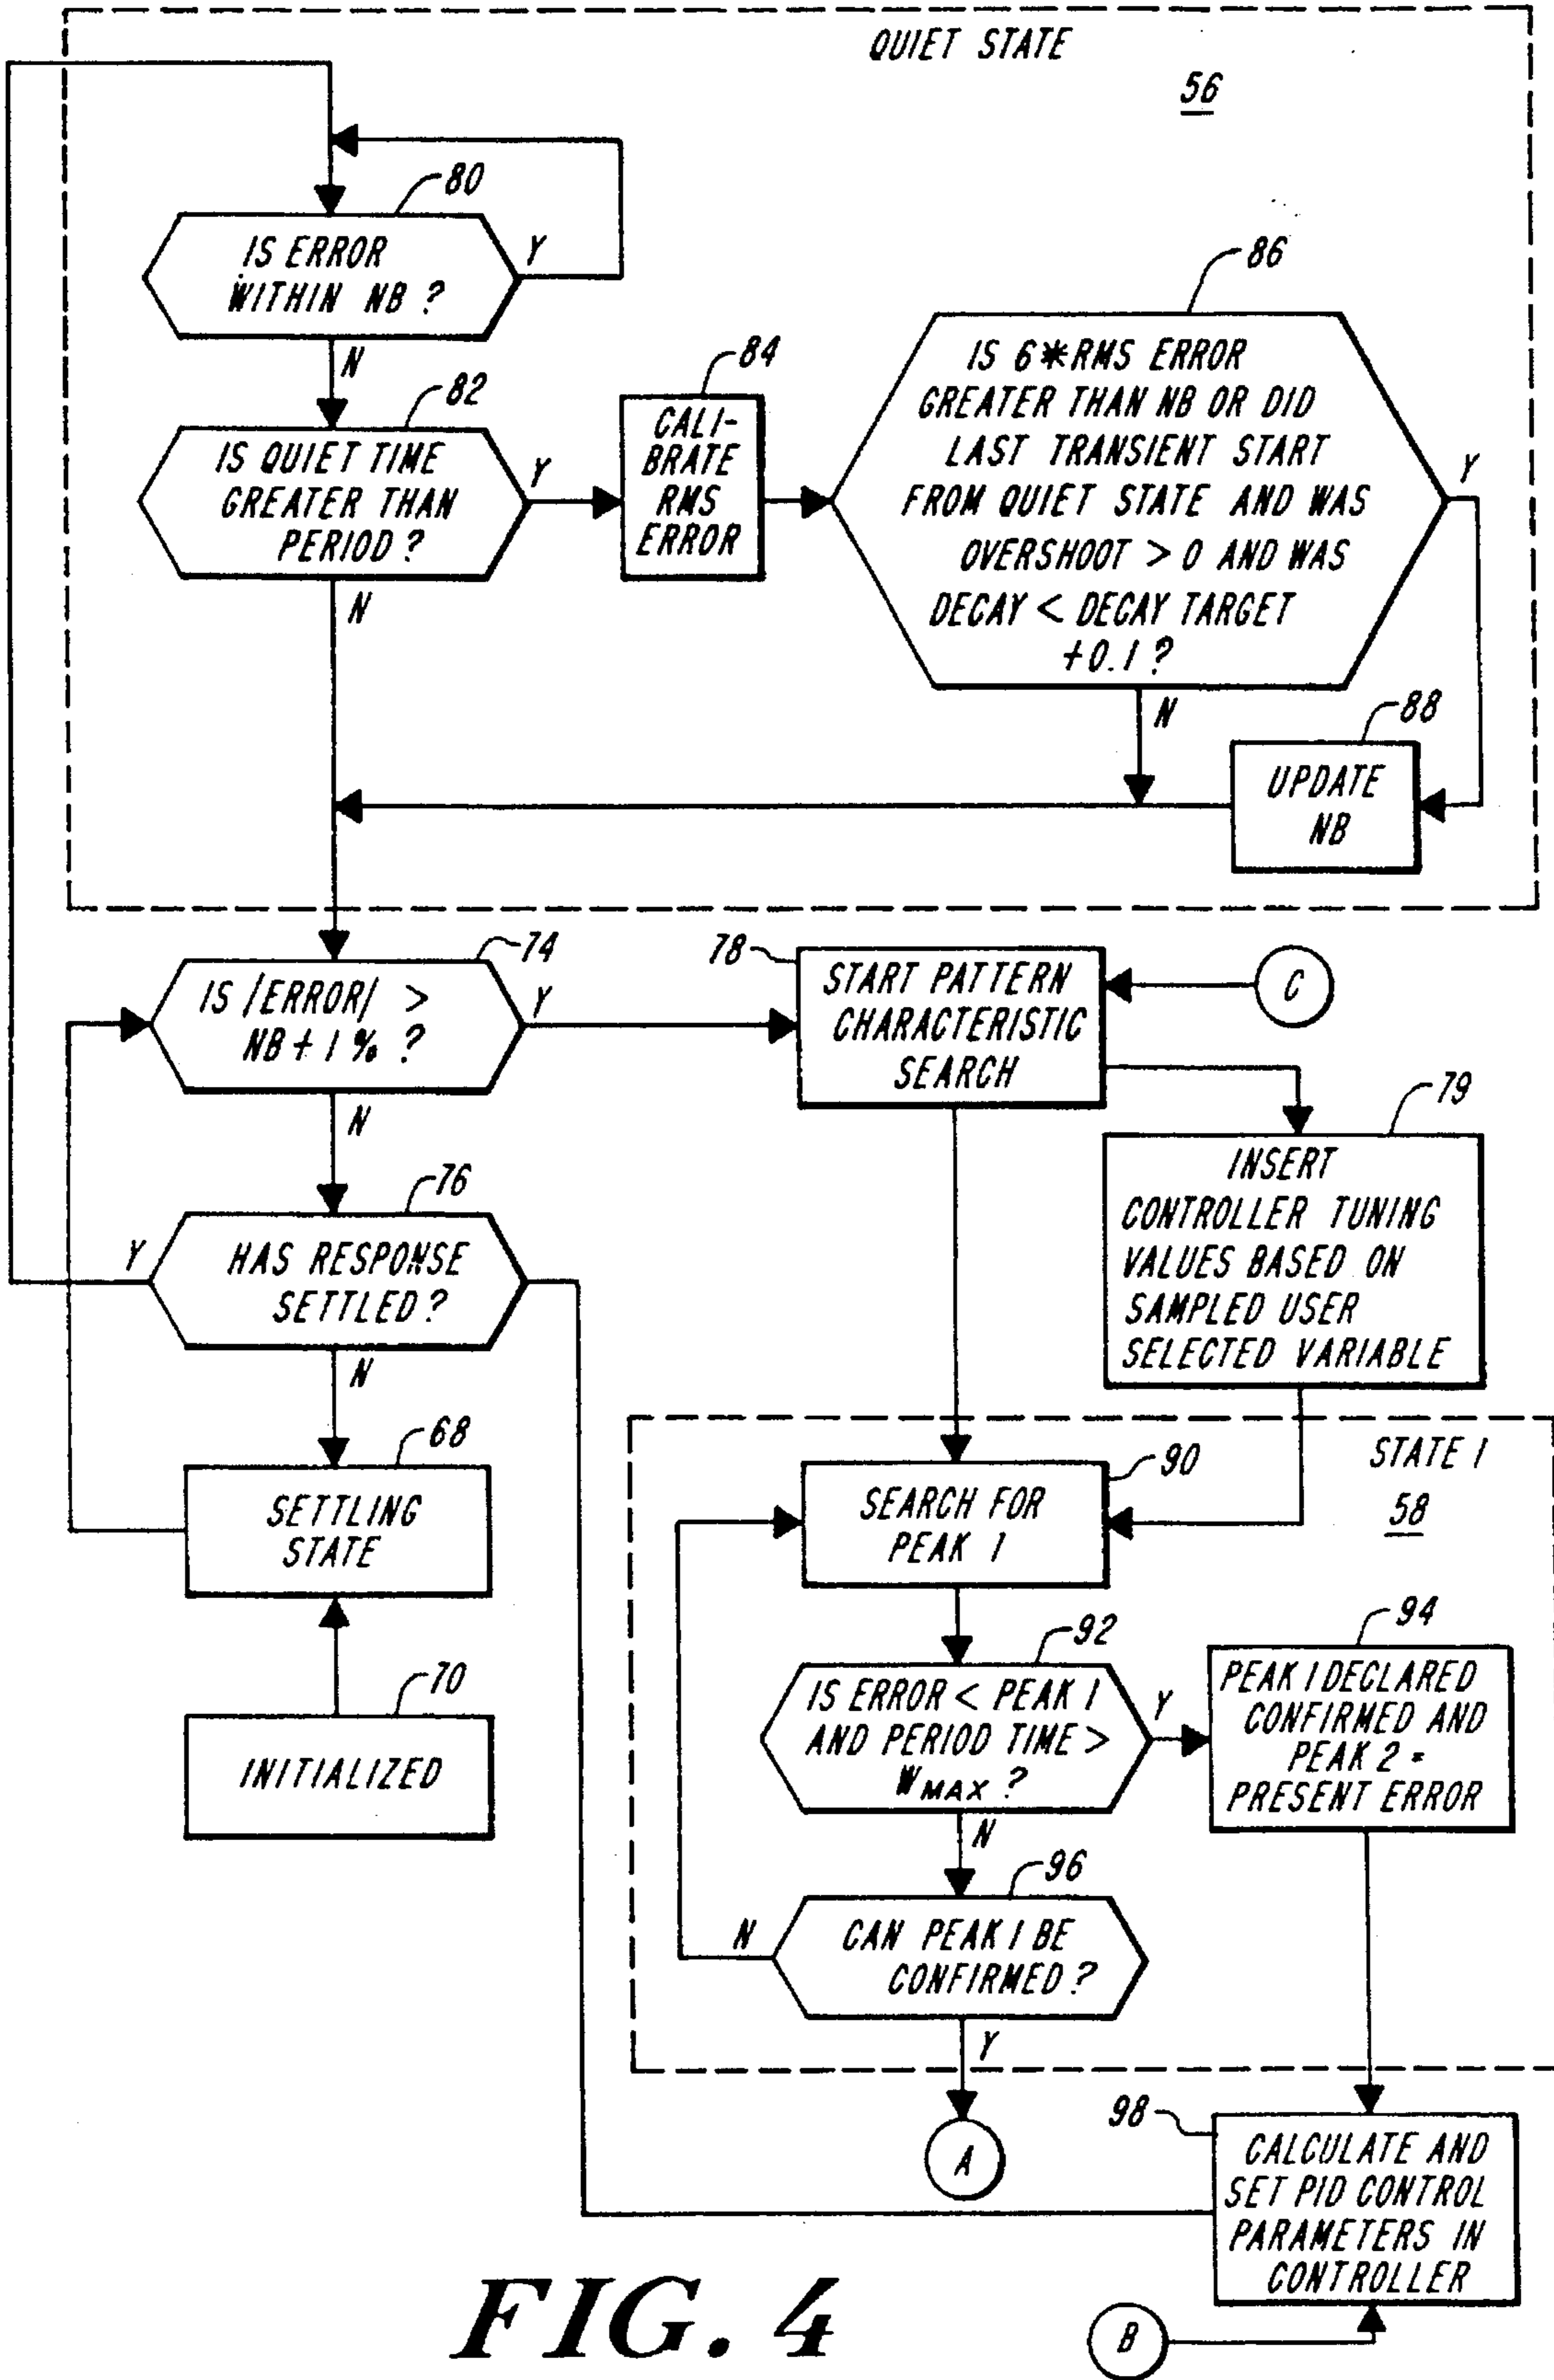 QUIET STATE
56
80
IS ERROR
WITHIN NB ?
Y
N
82
IS QUIET TIME
GREATER THAN
PERIOD ?
Y
N
84
CALI-
BRATE
RMS
ERROR
86
IS 6*RMS ERROR
GREATER THAN NB OR DID
LAST TRANSIENT START
FROM QUIET STATE AND WAS
OVERSHOOT > 0 AND WAS
DECAY < DECAY TARGET
+0.1 ?
Y
N
88
UPDATE
NB
74
IS |ERROR| >
NB + 1 % ?
Y
N
78
START PATTERN
CHARACTERISTIC
SEARCH
C
79
INSERT
CONTROLLER TUNING
VALUES BASED ON
SAMPLED USER
SELECTED VARIABLE
76
Y
HAS RESPONSE
SETTLED ?
N
68
SETTLING
STATE
70
INITIALIZED
STATE 1
58
90
SEARCH FOR
PEAK 1
92
IS ERROR < PEAK 1
AND PERIOD TIME >
WMAX ?
Y
N
94
PEAK 1 DECLARED
CONFIRMED AND
PEAK 2 =
PRESENT ERROR
96
N
CAN PEAK 1 BE
CONFIRMED ?
Y
A
98
CALCULATE AND
SET PID CONTROL
PARAMETERS IN
CONTROLLER
B
FIG. 4